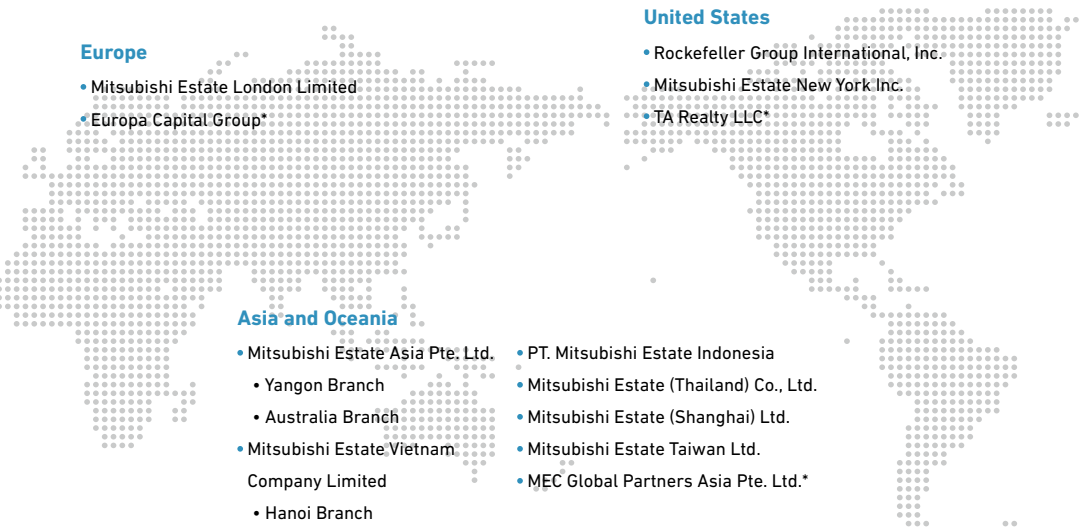 Europe
• Mitsubishi Estate London Limited
• Europa Capital Group*
United States
• Rockefeller Group International, Inc.
• Mitsubishi Estate New York Inc.
• TA Realty LLC*
Asia and Oceania
• Mitsubishi Estate Asia Pte. Ltd.
• Yangon Branch
• Australia Branch
• Mitsubishi Estate Vietnam
Company Limited
• Hanoi Branch
• PT. Mitsubishi Estate Indonesia
• Mitsubishi Estate (Thailand) Co., Ltd.
• Mitsubishi Estate (Shanghai) Ltd.
• Mitsubishi Estate Taiwan Ltd.
• MEC Global Partners Asia Pte. Ltd.*